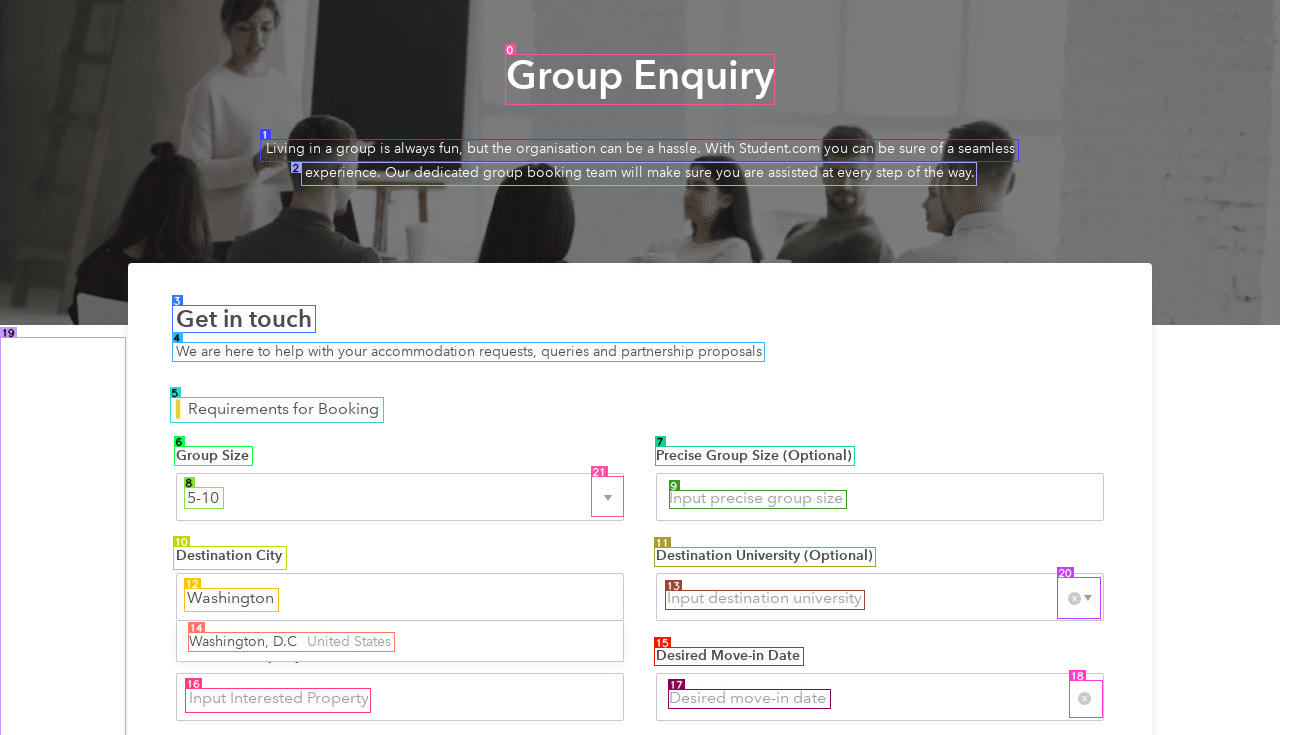 Group Enquiry
Living in a group is always fun, but the organisation can be a hassle. With Student.com you can be sure of a seamless
experience. Our dedicated group booking team will make sure you are assisted at every step of the way.
Get in touch
We are here to help with your accommodation requests, queries and partnership proposals
Requirements for Booking
Group Size
Precise Group Size (Optional)
5-10
Input precise group size
Destination City
Destination University (Optional)
Washington
Input destination university
Washington, D.C United States
Desired Move-in Date
Input Interested Property
Desired move-in date
0
1
2
3
4
5
6
7
8
9
10
11
12
13
14
15
16
17
18
19
20
21